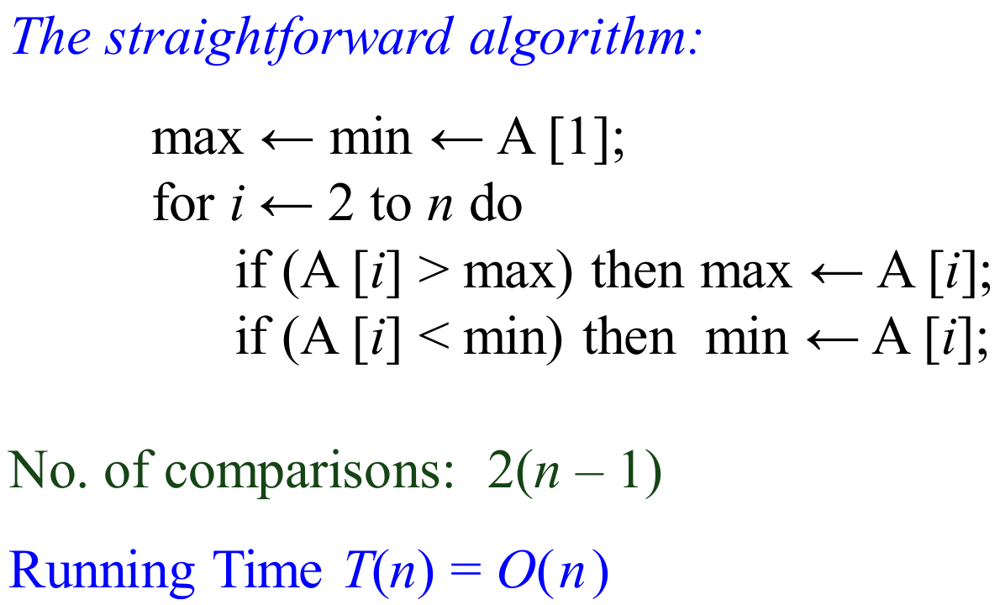 The straightforward algorithm:
max ← min ← A [1];
for i ← 2 to n do
if (A [i] > max) then max ← A [i];
if (A [i] < min) then min ← A [i];
No. of comparisons: 2(n – 1)
Running Time T(n) = O(n)